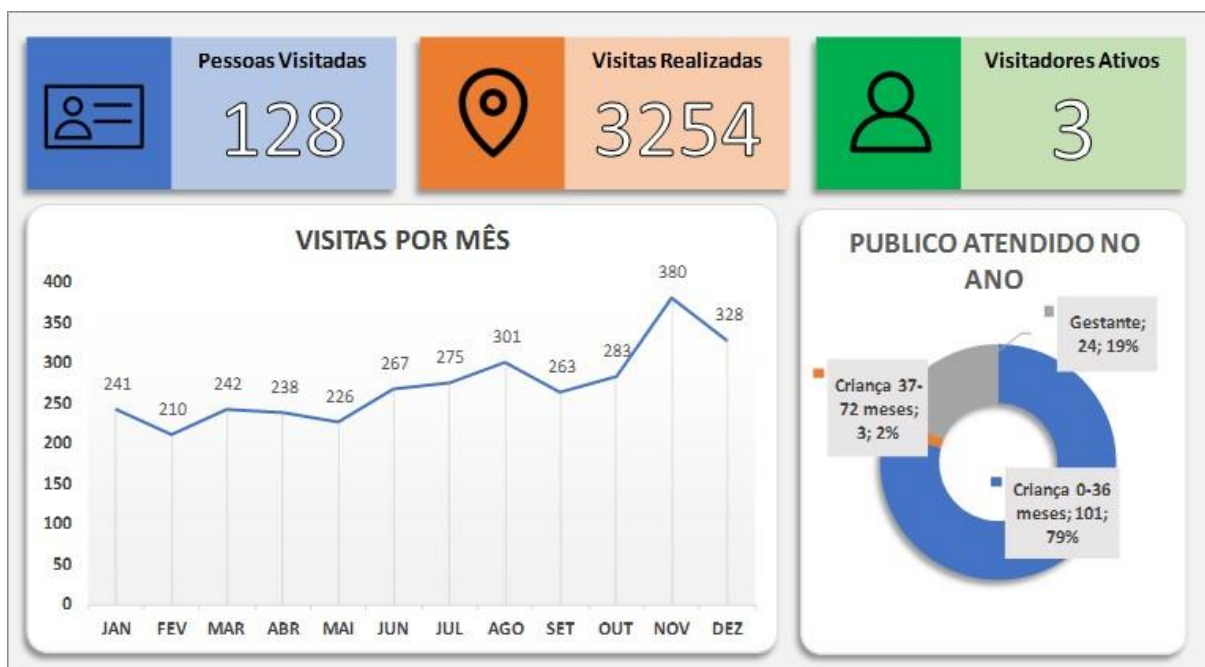 Pessoas Visitadas
128
Visitas Realizadas
3254
Visitadores Ativos
3
VISITAS POR MÊS
400
350
300
250
200
150
100
50
0
241
210
242
238
226
267
275
301
263
283
380
328
JAN FEV MAR ABR MAI JUN JUL AGO SET OUT NOV DEZ
PUBLICO ATENDIDO NO
ANO
Gestante;
24; 19%
Criança 37-
72 meses;
3; 2%
Criança 0-36
meses; 101;
79%